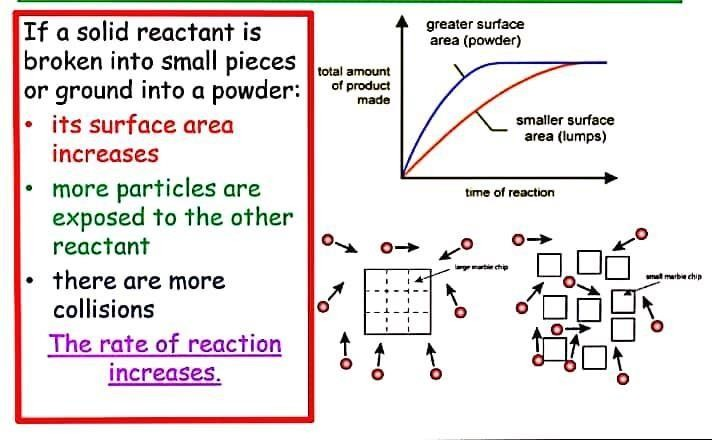 If a solid reactant is
broken into small pieces
or ground into a powder:
• its surface area
increases
• more particles are
exposed to the other
reactant
• there are more
collisions
The rate of reaction
increases.
greater surface
area (powder)
total amount
of product
made
smaller surface
area (lumps)
time of reaction
large marble chip
small marble chip